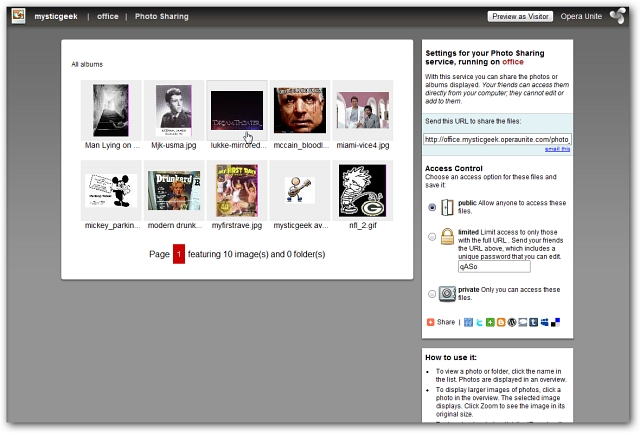 mysticgeek | office | Photo Sharing
Preview as Visitor
Opera Unite
All albums
Man Lying on ...
Mjk-usma.jpg
lukke-mirrored...
mccain_bloodl...
miami-vice4.jpg
DREAM THEATER
mickey_parkin...
modern drunk...
myfirstrave.jpg
mysticgeek av...
nfl_2.gif
Drunkard
MY FIRST RAVE
Page 1 featuring 10 image(s) and 0 folder(s)
Settings for your Photo Sharing
service, running on office
With this service you can share the photos or
albums displayed. Your friends can access them
directly from your computer; they cannot edit or
add to them.
Send this URL to share the files:
http://office.mysticgeek.operaunite.com/photo_
email this
Access Control
Choose an access option for these files and
save it:
public Allow anyone to access these
files.
limited Limit access to only those
with the full URL . Send your friends
the URL above, which includes a
unique password that you can edit.
qASo
private Only you can access these
files.
Share |
How to use it:
• To view a photo or folder, click the name in
the list. Photos are displayed in an overview.
• To display larger images of photos, click a
photo in the overview. The selected image
displays. Click Zoom to see the image in its
original size.